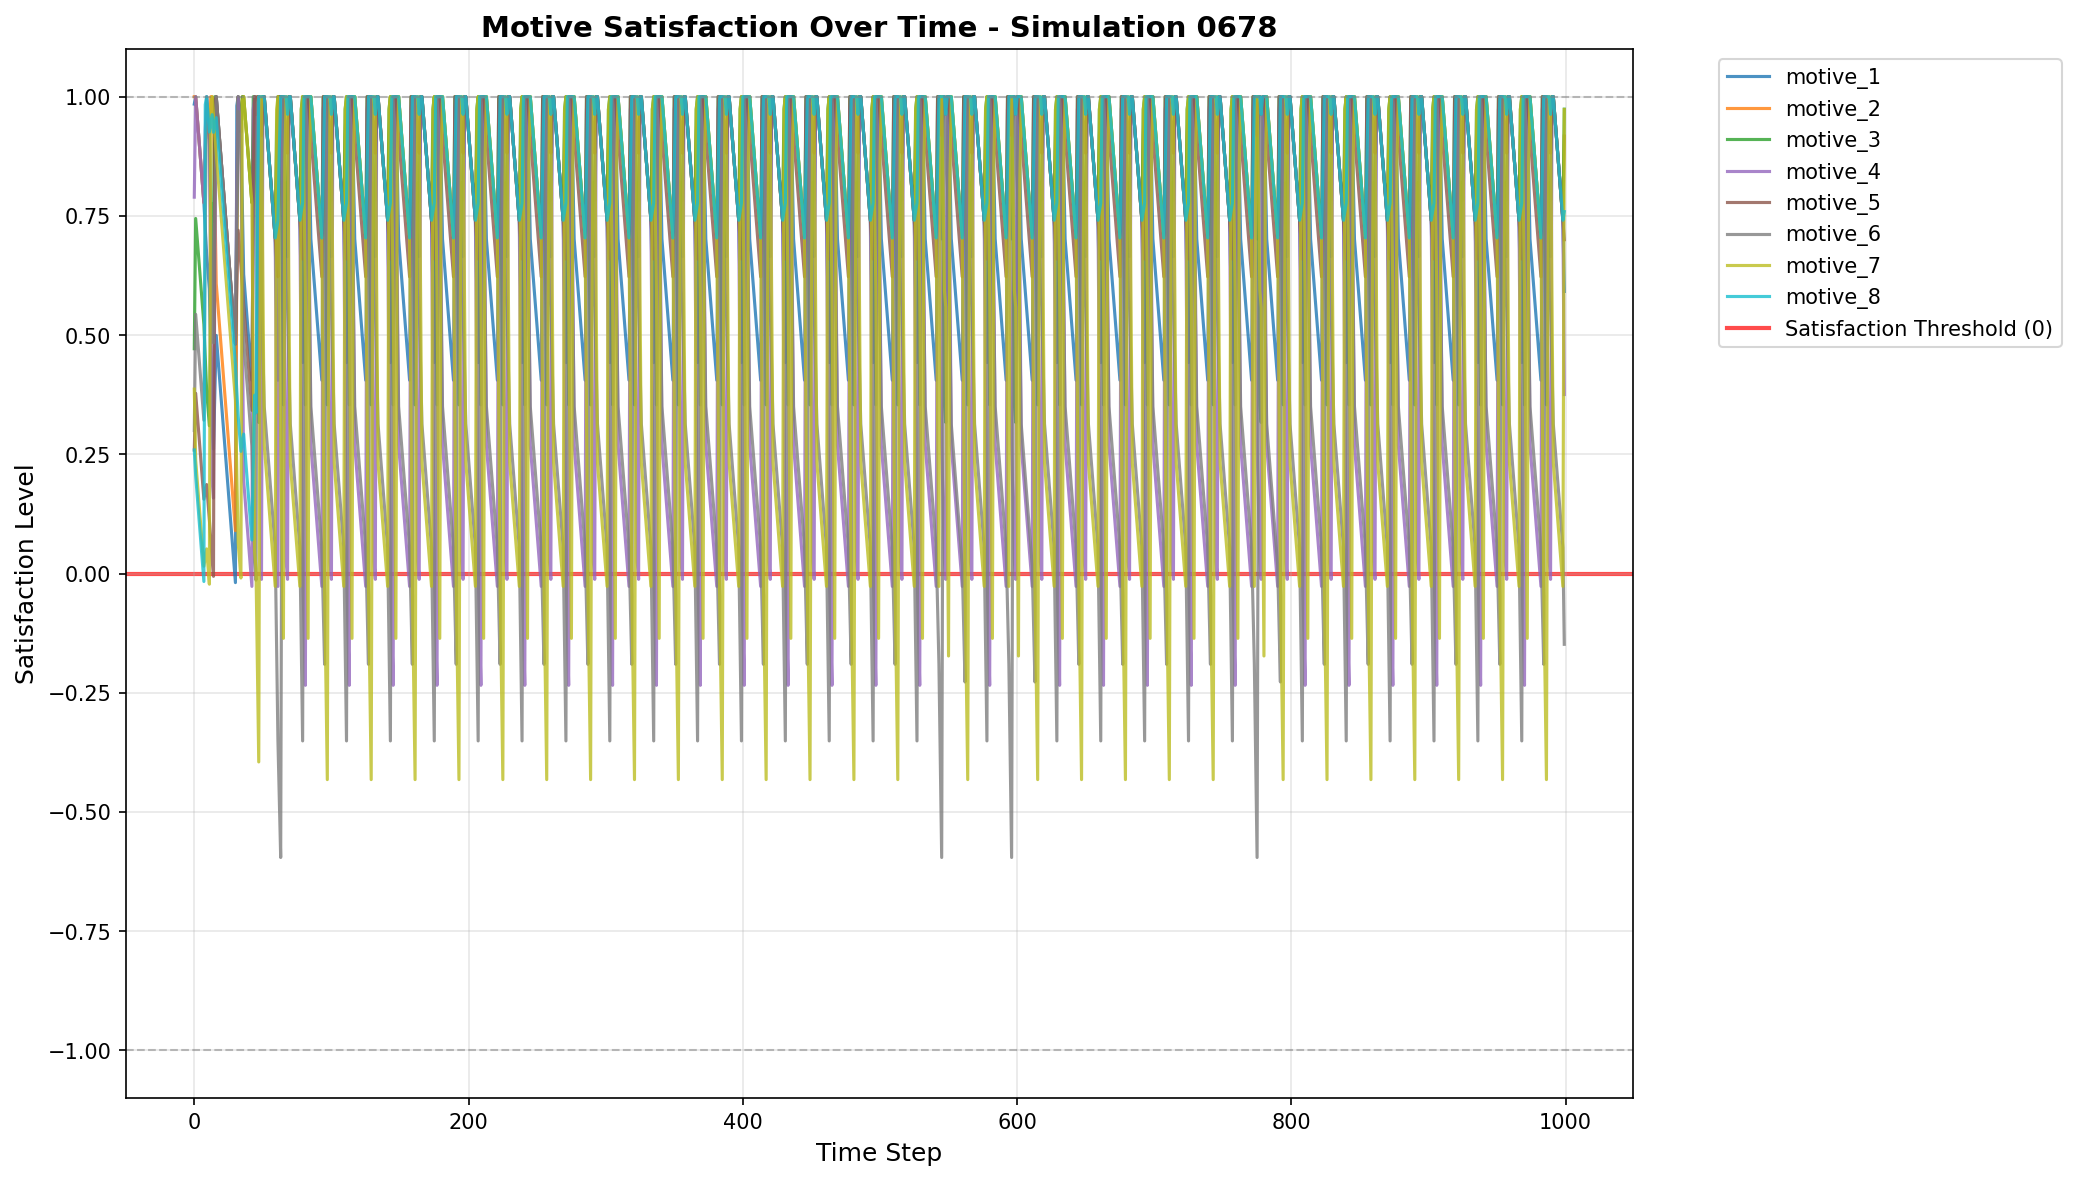 Motive Satisfaction Over Time - Simulation 0678
1.00
0.75
0.50
0.25
0.00
−0.25
−0.50
−0.75
−1.00
Satisfaction Level
0
200
400
600
800
1000
Time Step
motive_1
motive_2
motive_3
motive_4
motive_5
motive_6
motive_7
motive_8
Satisfaction Threshold (0)